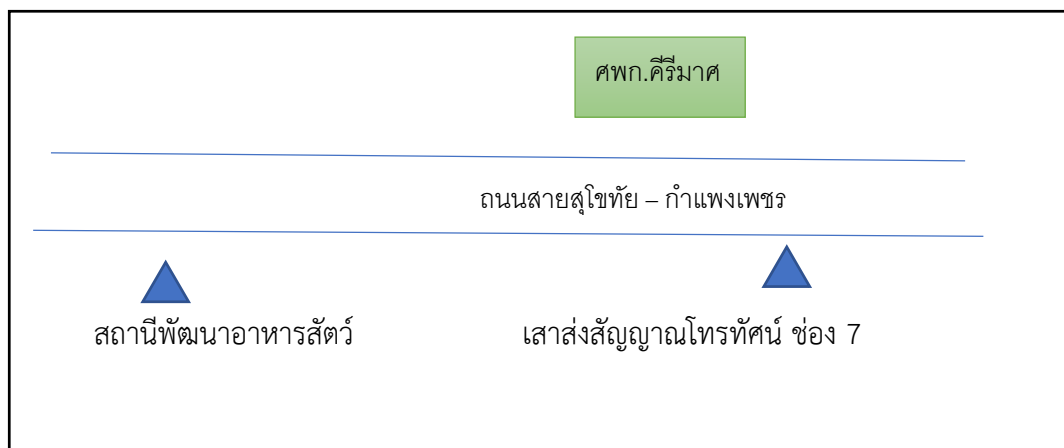 ศพก.คีรีมาศ
ถนนสายสุโขทัย – กำแพงเพชร
สถานีพัฒนาอาหารสัตว์
เสาส่งสัญญาณโทรทัศน์ ช่อง 7